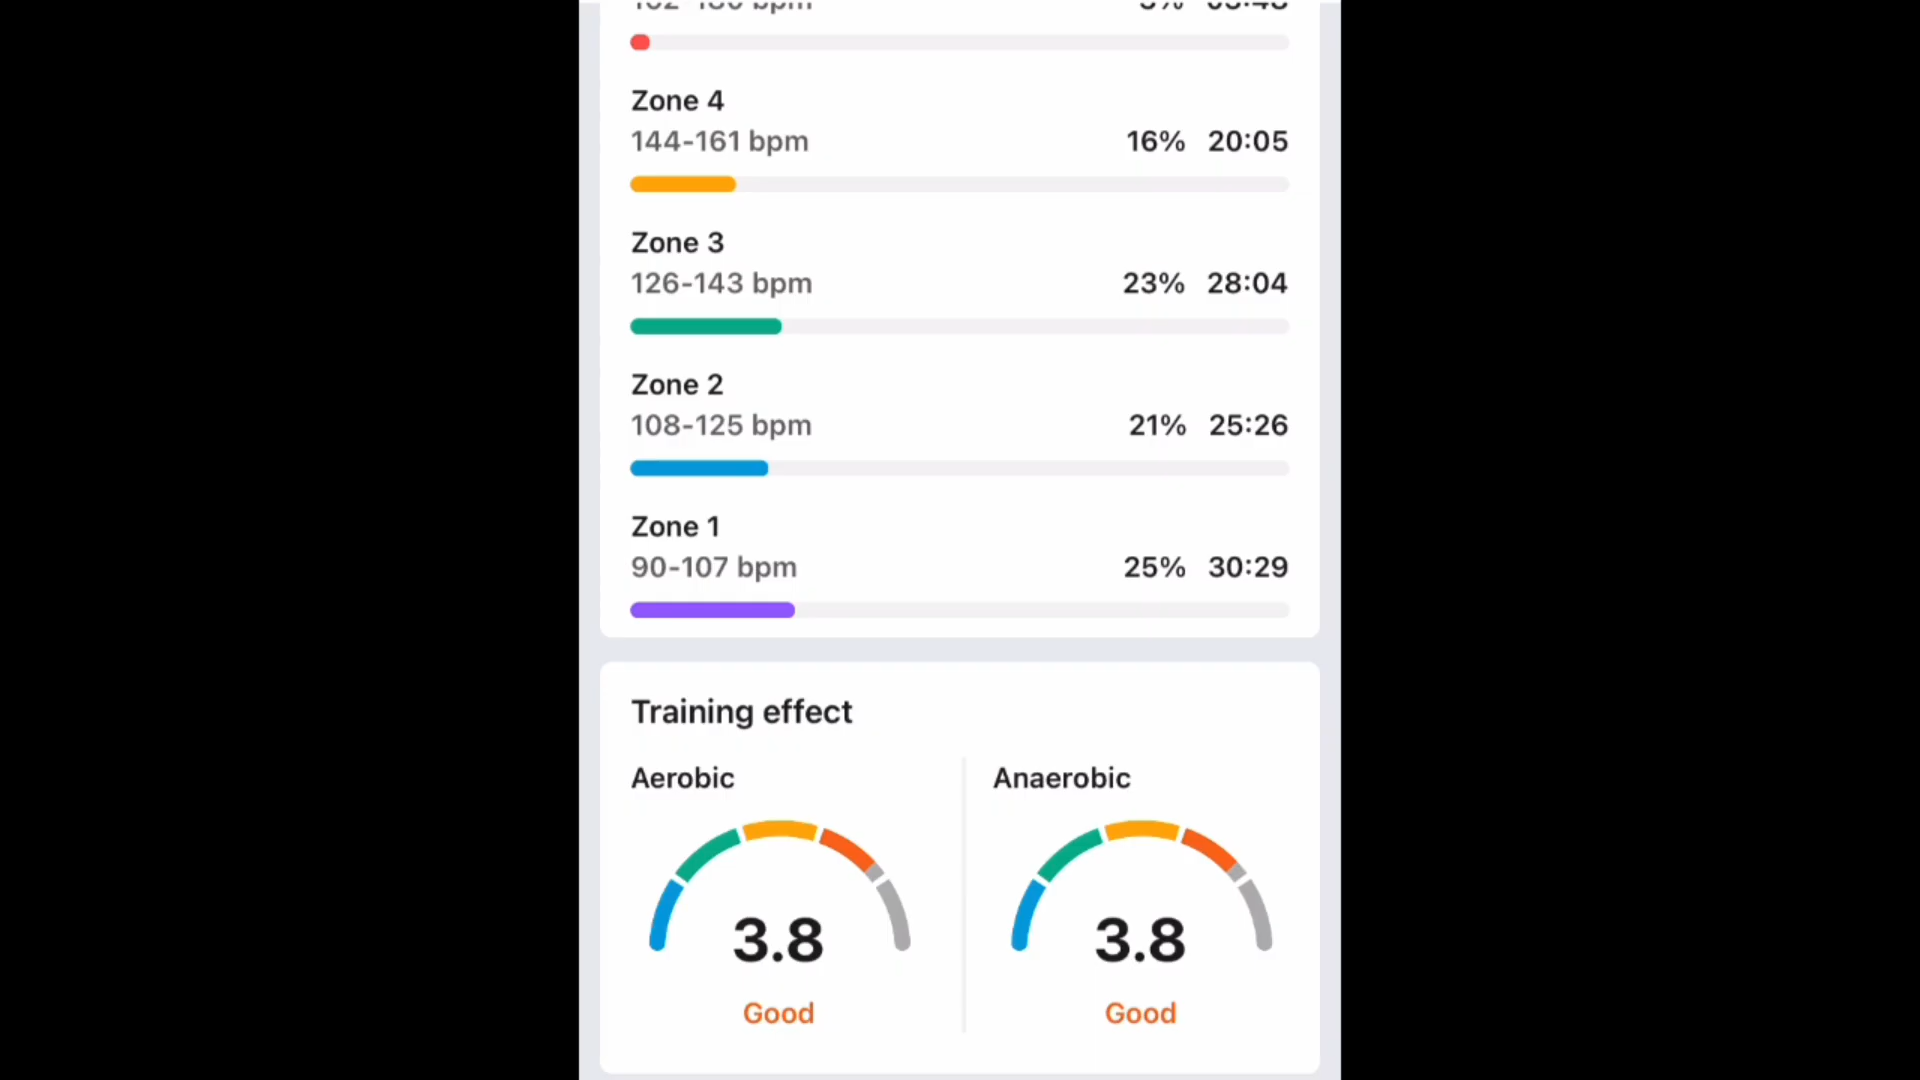 Zone 4
144-161 bpm 16% 20:05
Zone 3
126-143 bpm 23% 28:04
Zone 2
108-125 bpm 21% 25:26
Zone 1
90-107 bpm 25% 30:29
Training effect
Aerobic Anaerobic
3.8 3.8
Good Good